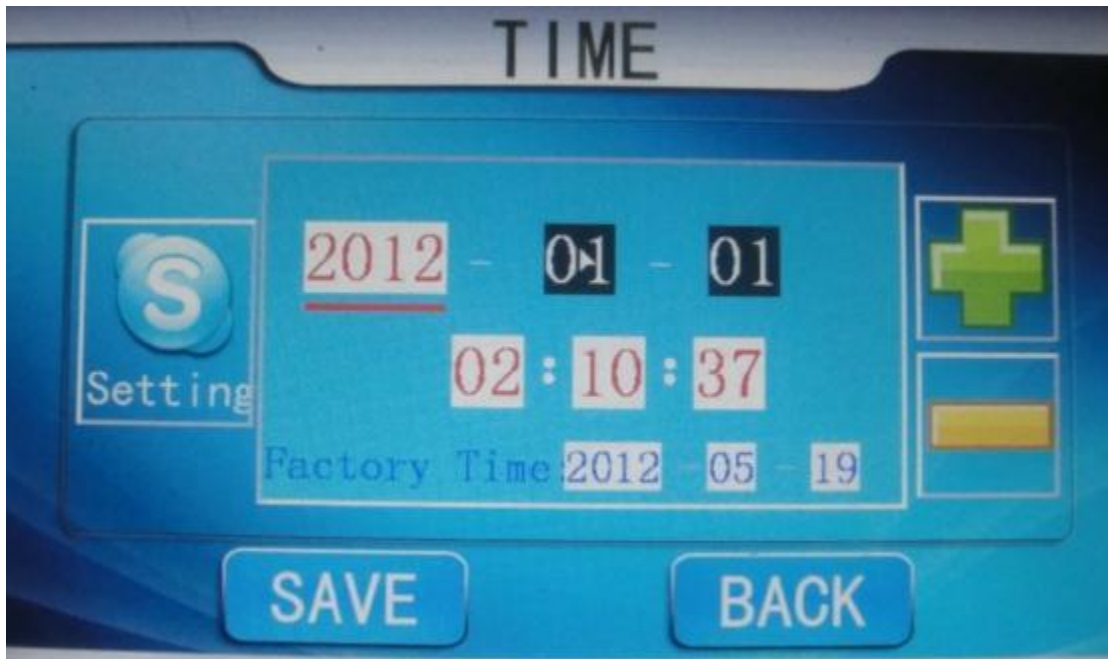 TIME
2012 - 01 - 01
S
Setting
02 : 10 : 37
Factory Time:2012 - 05 - 19
SAVE
BACK